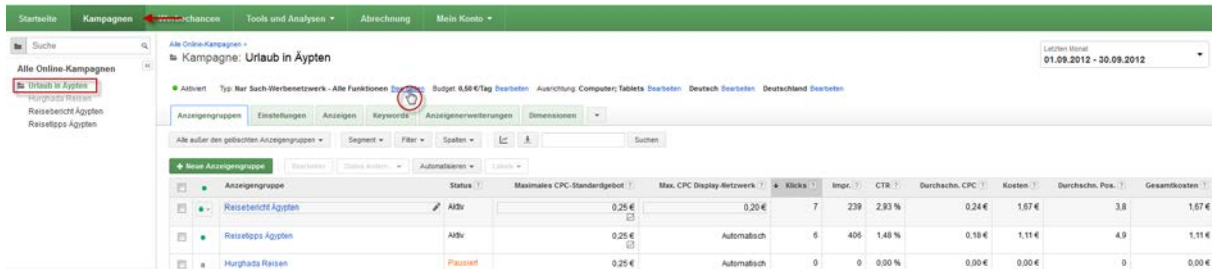 Startseite Kampagnen Werbechancen Tools und Analysen Abrechnung Mein Konto
Suche
Alle Online-Kampagnen
Urlaub in Äypten
Hurghada Reisen
Reisebericht Ägypten
Reisetipps Ägypten
Alle Online-Kampagnen >
Kampagne: Urlaub in Äypten
Letzten Monat
01.09.2012 - 30.09.2012
Aktiviert Typ: Nur Such-Werbenetzwerk - Alle Funktionen Bearbeiten Budget: 0,50 €/Tag Bearbeiten Ausrichtung: Computer; Tablets Bearbeiten Deutsch Bearbeiten Deutschland Bearbeiten
Anzeigengruppen Einstellungen Anzeigen Keywords Anzeigenerweiterungen Dimensionen
Alle außer den gelöschten Anzeigengruppen Segment Filter Spalten Suchen
+ Neue Anzeigengruppe Bearbeiten Status ändern... Automatisieren Labels
Anzeigengruppe Status ? Maximales CPC-Standardgebot ? Max. CPC Display-Netzwerk ? Klicks ? Impr. ? CTR ? Durchschn. CPC ? Kosten ? Durchschn. Pos. ? Gesamtkosten ?
Reisebericht Ägypten Aktiv 0,25 € 0,20 € 7 239 2,93 % 0,24 € 1,67 € 3,8 1,67 €
Reisetipps Ägypten Aktiv 0,25 € Automatisch 6 406 1,48 % 0,18 € 1,11 € 4,9 1,11 €
Hurghada Reisen Pausiert 0,25 € Automatisch 0 0 0,00 % 0,00 € 0,00 € 0 0,00 €